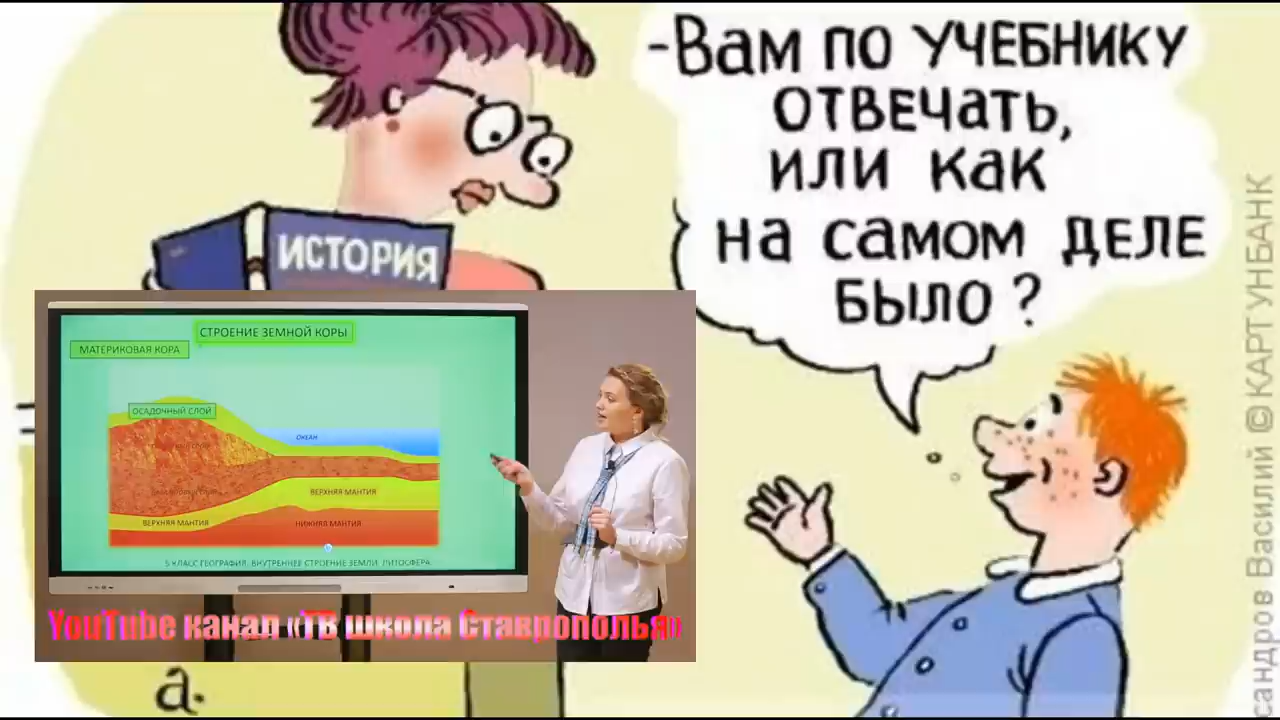 -Вам по УЧЕБНИКУ
ОТВЕЧАТЬ,
или как
на самом деле
было?
ИСТОРИЯ
СТРОЕНИЕ ЗЕМНОЙ КОРЫ
МАТЕРИКОВАЯ КОРА
ОСАДОЧНЫЙ СЛОЙ
ОКЕАН
ВЕРХНЯЯ МАНТИЯ
ВЕРХНЯЯ МАНТИЯ
НИЖНЯЯ МАНТИЯ
5 КЛАСС ГЕОГРАФИЯ. ВНУТРЕННЕЕ СТРОЕНИЕ ЗЕМЛИ. ЛИТОСФЕРА
YouTube канал «ТВ школа Ставрополья»
а.
сандров Василий © КАРТУНБАНК